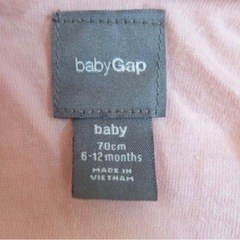 babyGap
baby
70cm
6-12 months
MADE IN
VIETNAM